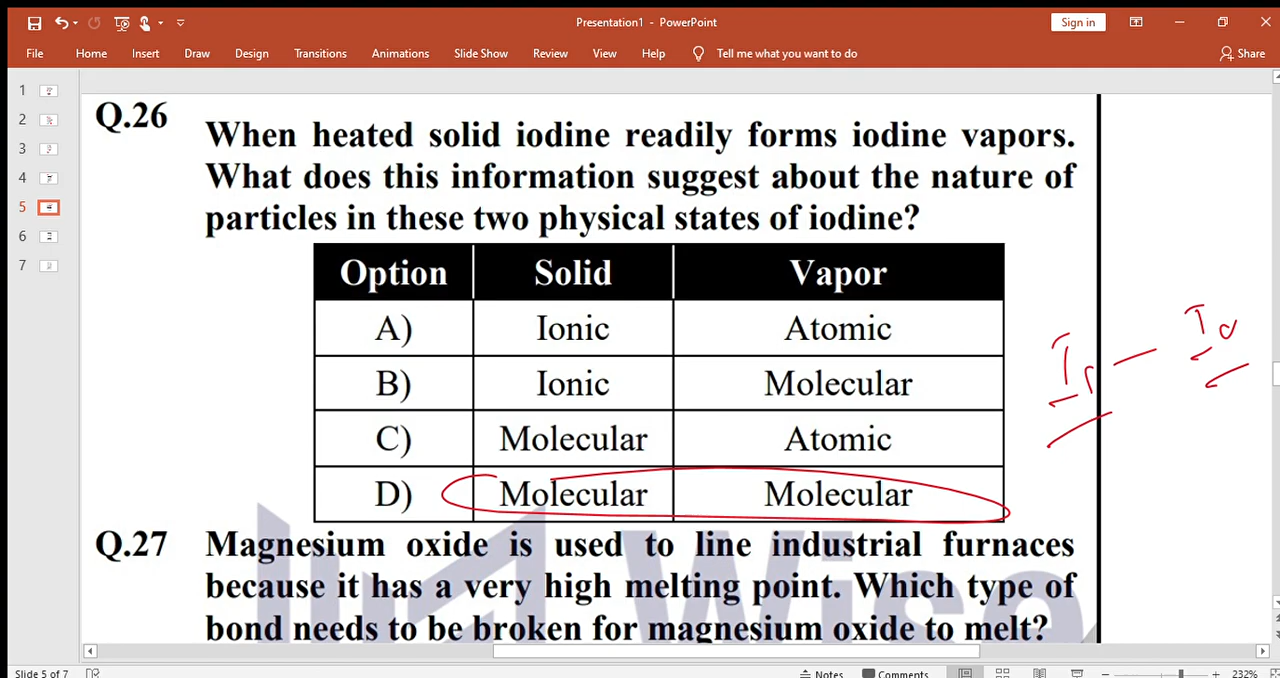 Presentation1 - PowerPoint
Sign in
File Home Insert Draw Design Transitions Animations Slide Show Review View Help Tell me what you want to do Share
1
2
3
4
5
6
7
Q.26
When heated solid iodine readily forms iodine vapors.
What does this information suggest about the nature of
particles in these two physical states of iodine?
Option Solid Vapor
A) Ionic Atomic
B) Ionic Molecular
C) Molecular Atomic
D) Molecular Molecular
Q.27 Magnesium oxide is used to line industrial furnaces
because it has a very high melting point. Which type of
bond needs to be broken for magnesium oxide to melt?
Wise
Slide 5 of 7 Notes Comments 232%